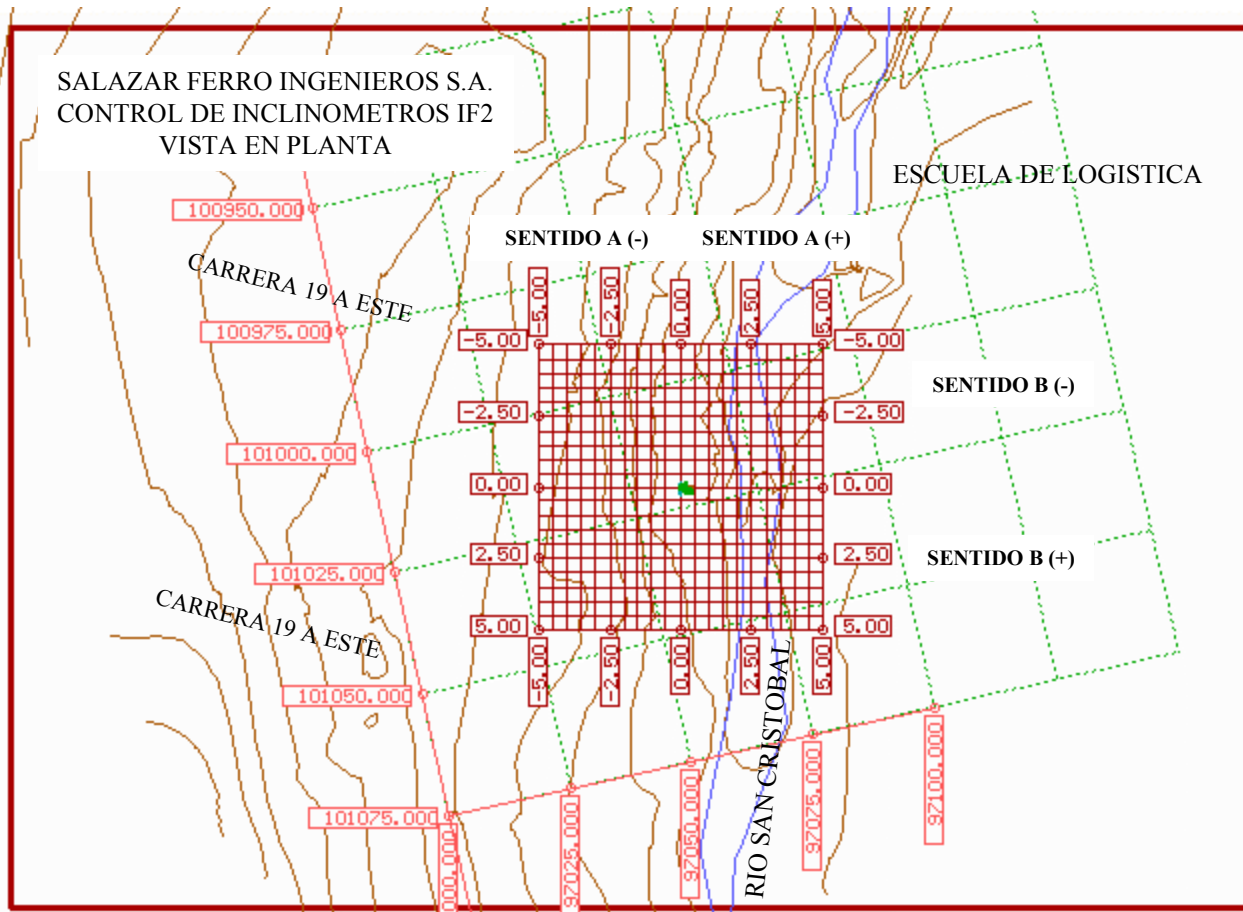 SALAZAR FERRO INGENIEROS S.A.
CONTROL DE INCLINOMETROS IF2
VISTA EN PLANTA
ESCUELA DE LOGISTICA
100950.000
SENTIDO A (-)
SENTIDO A (+)
CARRERA 19 A ESTE
-5.00
-2.50
0.00
2.50
5.00
100975.000
-5.00
-5.00
SENTIDO B (-)
-2.50
-2.50
101000.000
0.00
0.00
SENTIDO B (+)
2.50
2.50
101025.000
CARRERA 19 A ESTE
5.00
5.00
-5.00
-2.50
0.00
2.50
5.00
101050.000
RIO SAN CRISTOBAL
101075.000
000.000
97025.000
97050.000
97075.000
97100.000